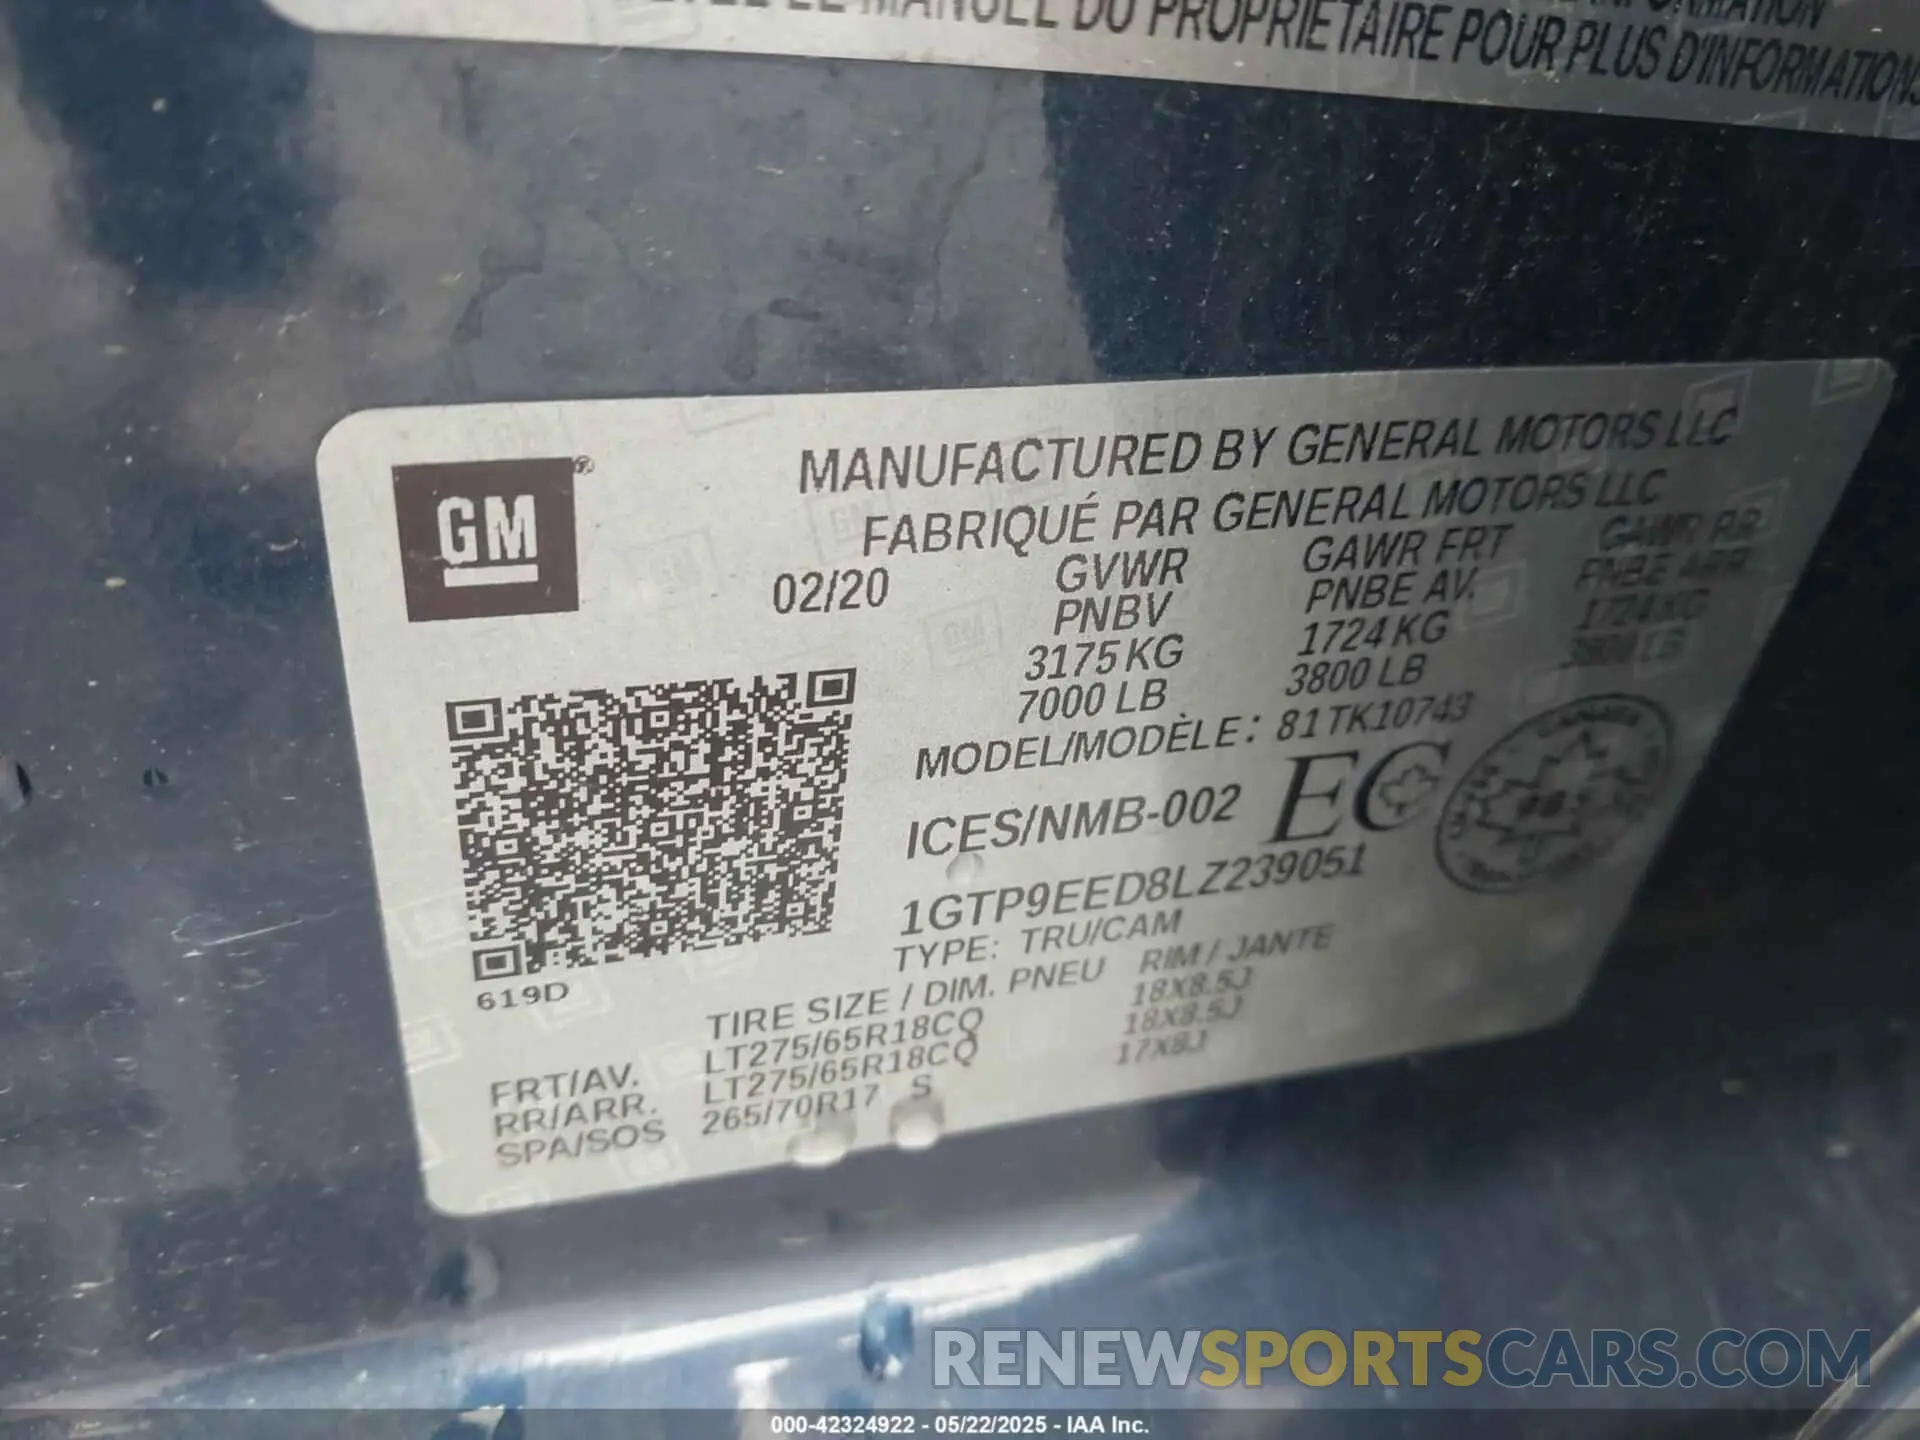 LE MANUEL DU PROPRIÉTAIRE POUR PLUS D'INFORMATIONS
GM
MANUFACTURED BY GENERAL MOTORS LLC
FABRIQUÉ PAR GENERAL MOTORS LLC
02/20 GVWR GAWR FRT GAWR RR
PNBV PNBE AV. PNBE ARR
3175 KG 1724 KG 1724 KG
7000 LB 3800 LB 3800 LB
MODEL/MODÈLE: 81TK10743
ICES/NMB-002 EC
CANADA
1GTP9EED8LZ239051
TYPE: TRU/CAM
619D
TIRE SIZE / DIM. PNEU RIM / JANTE
FRT/AV. LT275/65R18CQ 18X8.5J
RR/ARR. LT275/65R18CQ 18X8.5J
SPA/SOS 265/70R17 S 17X8J
RENEWSPORTSCARS.COM
000-42324922 - 05/22/2025 - IAA Inc.